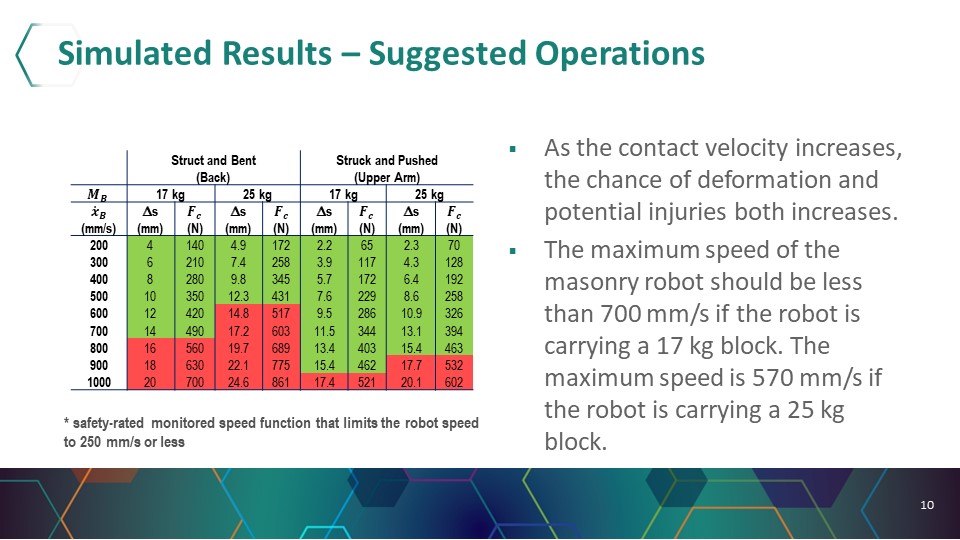 Simulated Results – Suggested Operations
Struct and Bent (Back) Struck and Pushed (Upper Arm)
M_B 17 kg 25 kg 17 kg 25 kg
ẋ_B (mm/s) Δs (mm) F_c (N) Δs (mm) F_c (N) Δs (mm) F_c (N) Δs (mm) F_c (N)
200 4 140 4.9 172 2.2 65 2.3 70
300 6 210 7.4 258 3.9 117 4.3 128
400 8 280 9.8 345 5.7 172 6.4 192
500 10 350 12.3 431 7.6 229 8.6 258
600 12 420 14.8 517 9.5 286 10.9 326
700 14 490 17.2 603 11.5 344 13.1 394
800 16 560 19.7 689 13.4 403 15.4 463
900 18 630 22.1 775 15.4 462 17.7 532
1000 20 700 24.6 861 17.4 521 20.1 602
* safety-rated monitored speed function that limits the robot speed
to 250 mm/s or less
▪ As the contact velocity increases,
the chance of deformation and
potential injuries both increases.
▪ The maximum speed of the
masonry robot should be less
than 700 mm/s if the robot is
carrying a 17 kg block. The
maximum speed is 570 mm/s if
the robot is carrying a 25 kg
block.
10